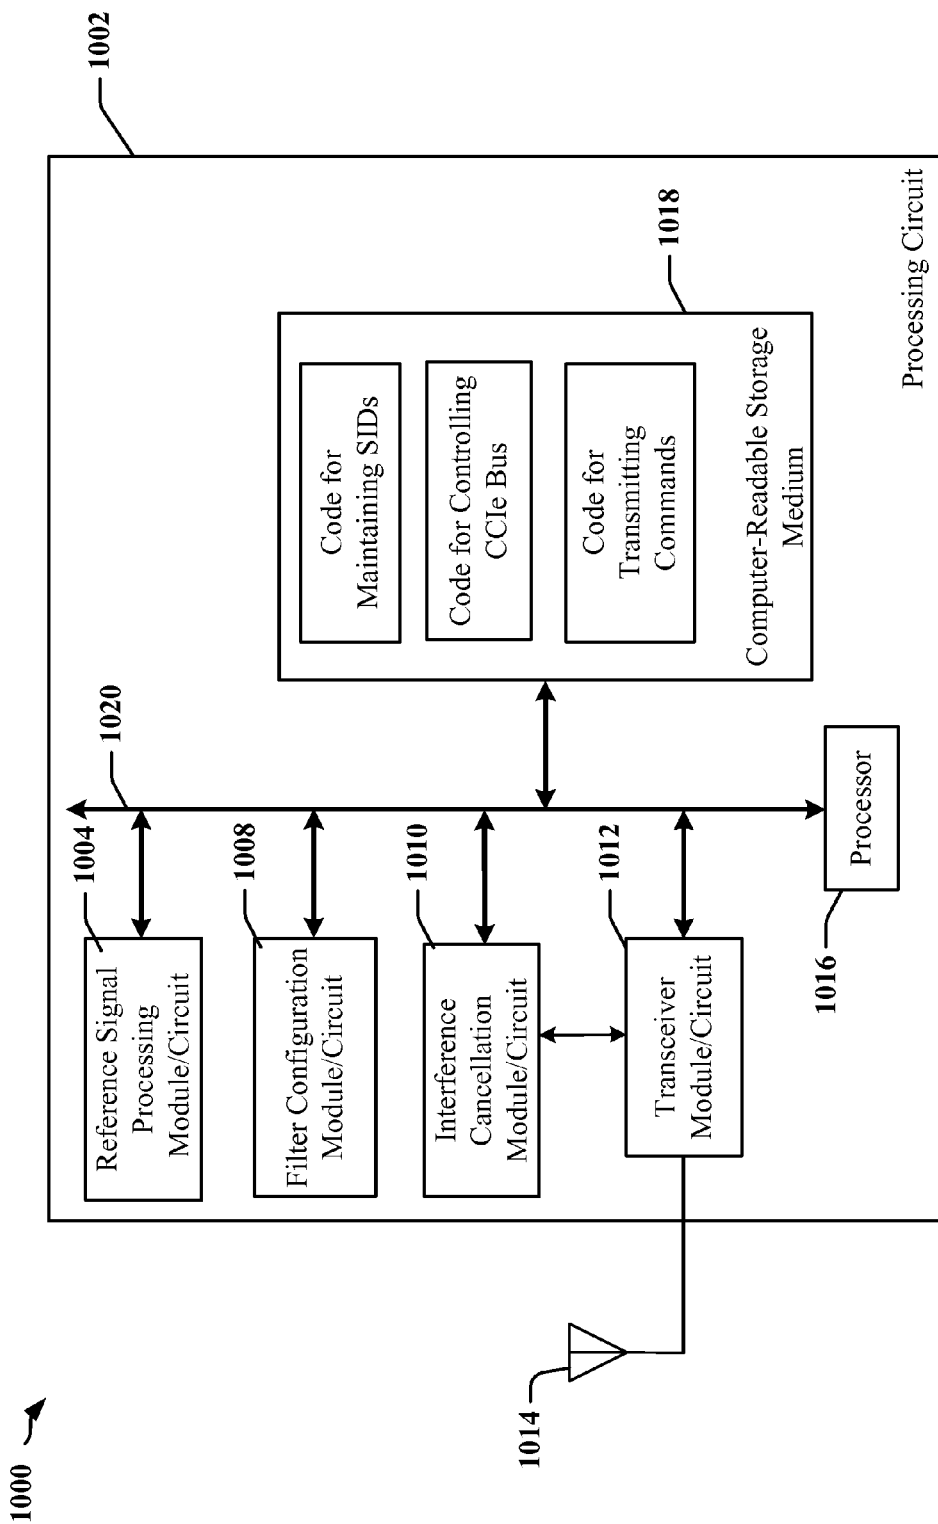 1000
1002
1004
Reference Signal
Processing
Module/Circuit
1020
1008
Filter Configuration
Module/Circuit
1010
Interference
Cancellation
Module/Circuit
1012
Transceiver
Module/Circuit
1014
1016
Processor
1018
Code for
Maintaining SIDs
Code for Controlling
CCIe Bus
Code for
Transmitting
Commands
Computer-Readable Storage
Medium
Processing Circuit